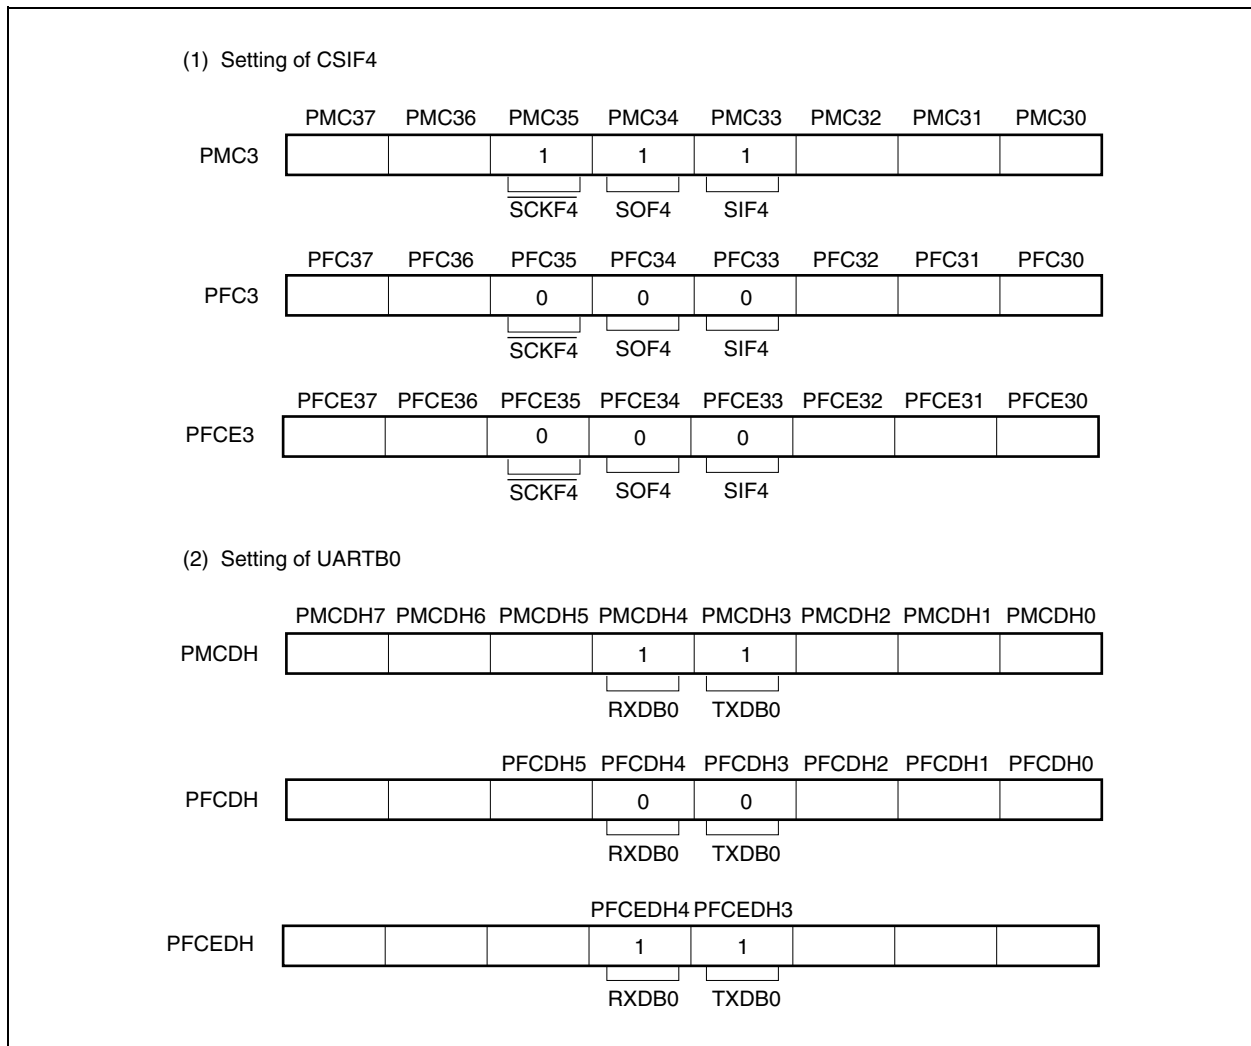 (1) Setting of CSIF4
PMC37 PMC36 PMC35 PMC34 PMC33 PMC32 PMC31 PMC30
PMC3 1 1 1
SCKF4 SOF4 SIF4
PFC37 PFC36 PFC35 PFC34 PFC33 PFC32 PFC31 PFC30
PFC3 0 0 0
SCKF4 SOF4 SIF4
PFCE37 PFCE36 PFCE35 PFCE34 PFCE33 PFCE32 PFCE31 PFCE30
PFCE3 0 0 0
SCKF4 SOF4 SIF4
(2) Setting of UARTB0
PMCDH7 PMCDH6 PMCDH5 PMCDH4 PMCDH3 PMCDH2 PMCDH1 PMCDH0
PMCDH 1 1
RXDB0 TXDB0
PFCDH5 PFCDH4 PFCDH3 PFCDH2 PFCDH1 PFCDH0
PFCDH 0 0
RXDB0 TXDB0
PFCEDH4 PFCEDH3
PFCEDH 1 1
RXDB0 TXDB0